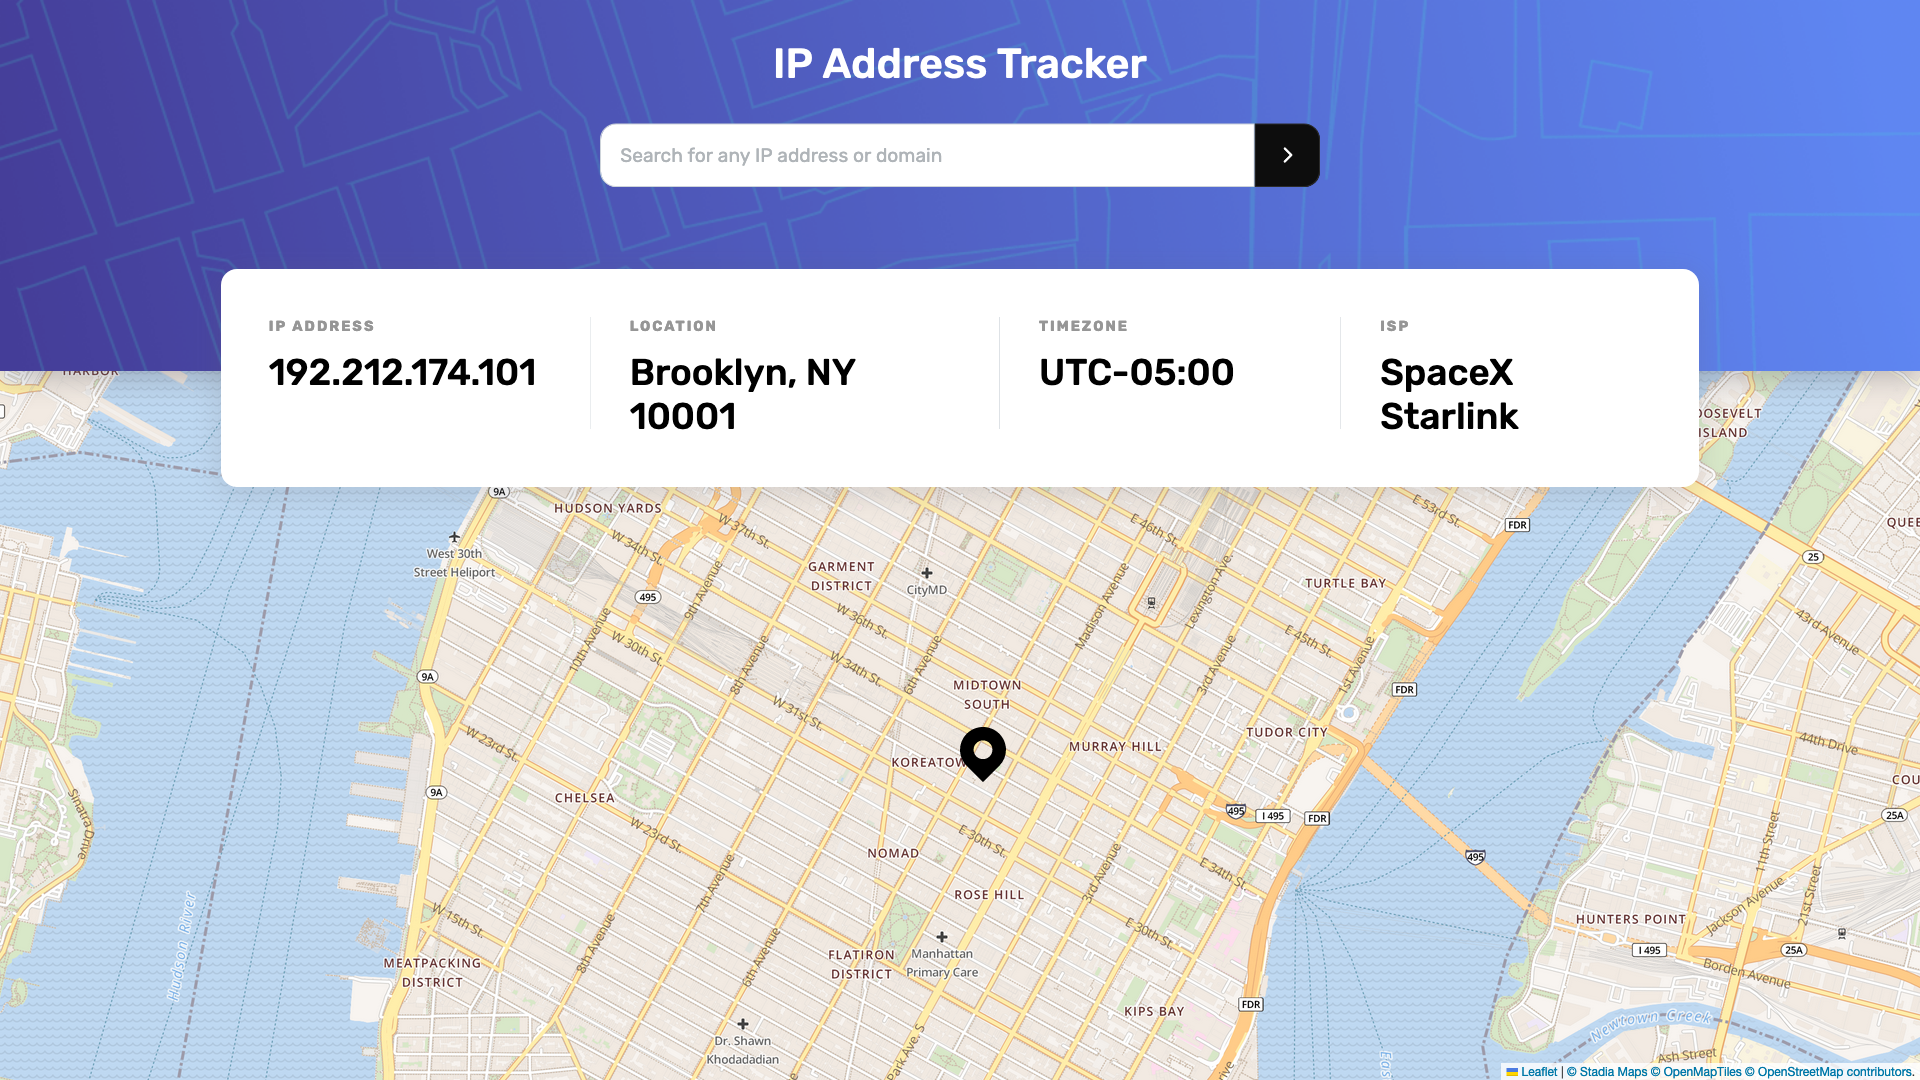 IP Address Tracker
Search for any IP address or domain
IP ADDRESS
192.212.174.101
LOCATION
Brooklyn, NY
10001
TIMEZONE
UTC-05:00
ISP
SpaceX
Starlink
HARBOR
ROOSEVELT
ISLAND
9A
HUDSON YARDS
W 37th St.
E 46th St.
E 53rd St.
FDR
QUEE
West 30th
Street Heliport
W 34th St.
GARMENT
DISTRICT
CityMD
25
495
9th Avenue
Madison Avenue
Lexington Ave.
TURTLE BAY
10th Avenue
W 30th St.
W 36th St.
E 45th St.
43rd Avenue
9A
8th Avenue
W 34th St.
6th Avenue
3rd Avenue
1st Avenue
MIDTOWN
SOUTH
FDR
W 31st St.
W 23rd St.
KOREATOW
MURRAY HILL
TUDOR CITY
44th Drive
COU
Sinatra Drive
9A
CHELSEA
495
I 495
FDR
25A
W 23rd St.
E 30th St.
NOMAD
11th Street
495
7th Avenue
3rd Avenue
E 34th St.
ROSE HILL
Hudson River
W 15th St.
8th Avenue
6th Avenue
E 30th St.
HUNTERS POINT
Jackson Avenue
21st Street
MEATPACKING
DISTRICT
FLATIRON
DISTRICT
Manhattan
Primary Care
I 495
25A
Borden Avenue
FDR
KIPS BAY
Newtown Creek
Dr. Shawn
Khodadadian
Park Ave. S
Ash Street
Leaflet | © Stadia Maps © OpenMapTiles © OpenStreetMap contributors.